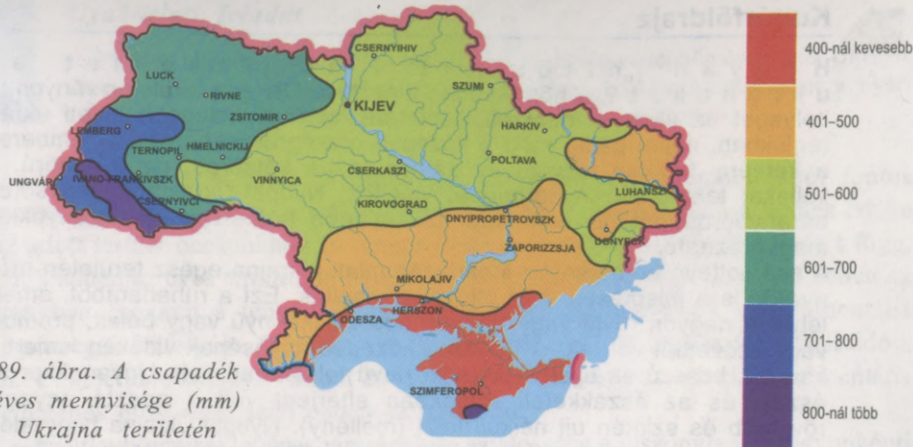 Közép
földrajz
CSERNYIHIV
LUCK
RIVNE
SZUMI
KIJEV
ZSITOMIR
LEMBERG
HARKIV
TERNOPIL
HMELNICKIJ
POLTAVA
CSERKASZI
UNGVÁR
IVANO-FRANKIVSZK
VINNYICA
LUHANSZK
CSERNYIVCI
KIROVOGRAD
DNYIPROPETROVSZK
DONYECK
ZAPORIZZSJA
MIKOLAJIV
HERSZON
ODESZA
SZIMFEROPOL
400-nál kevesebb
401–500
501–600
601–700
701–800
800-nál több
89. ábra. A csapadék
éves mennyisége (mm)
Ukrajna területén